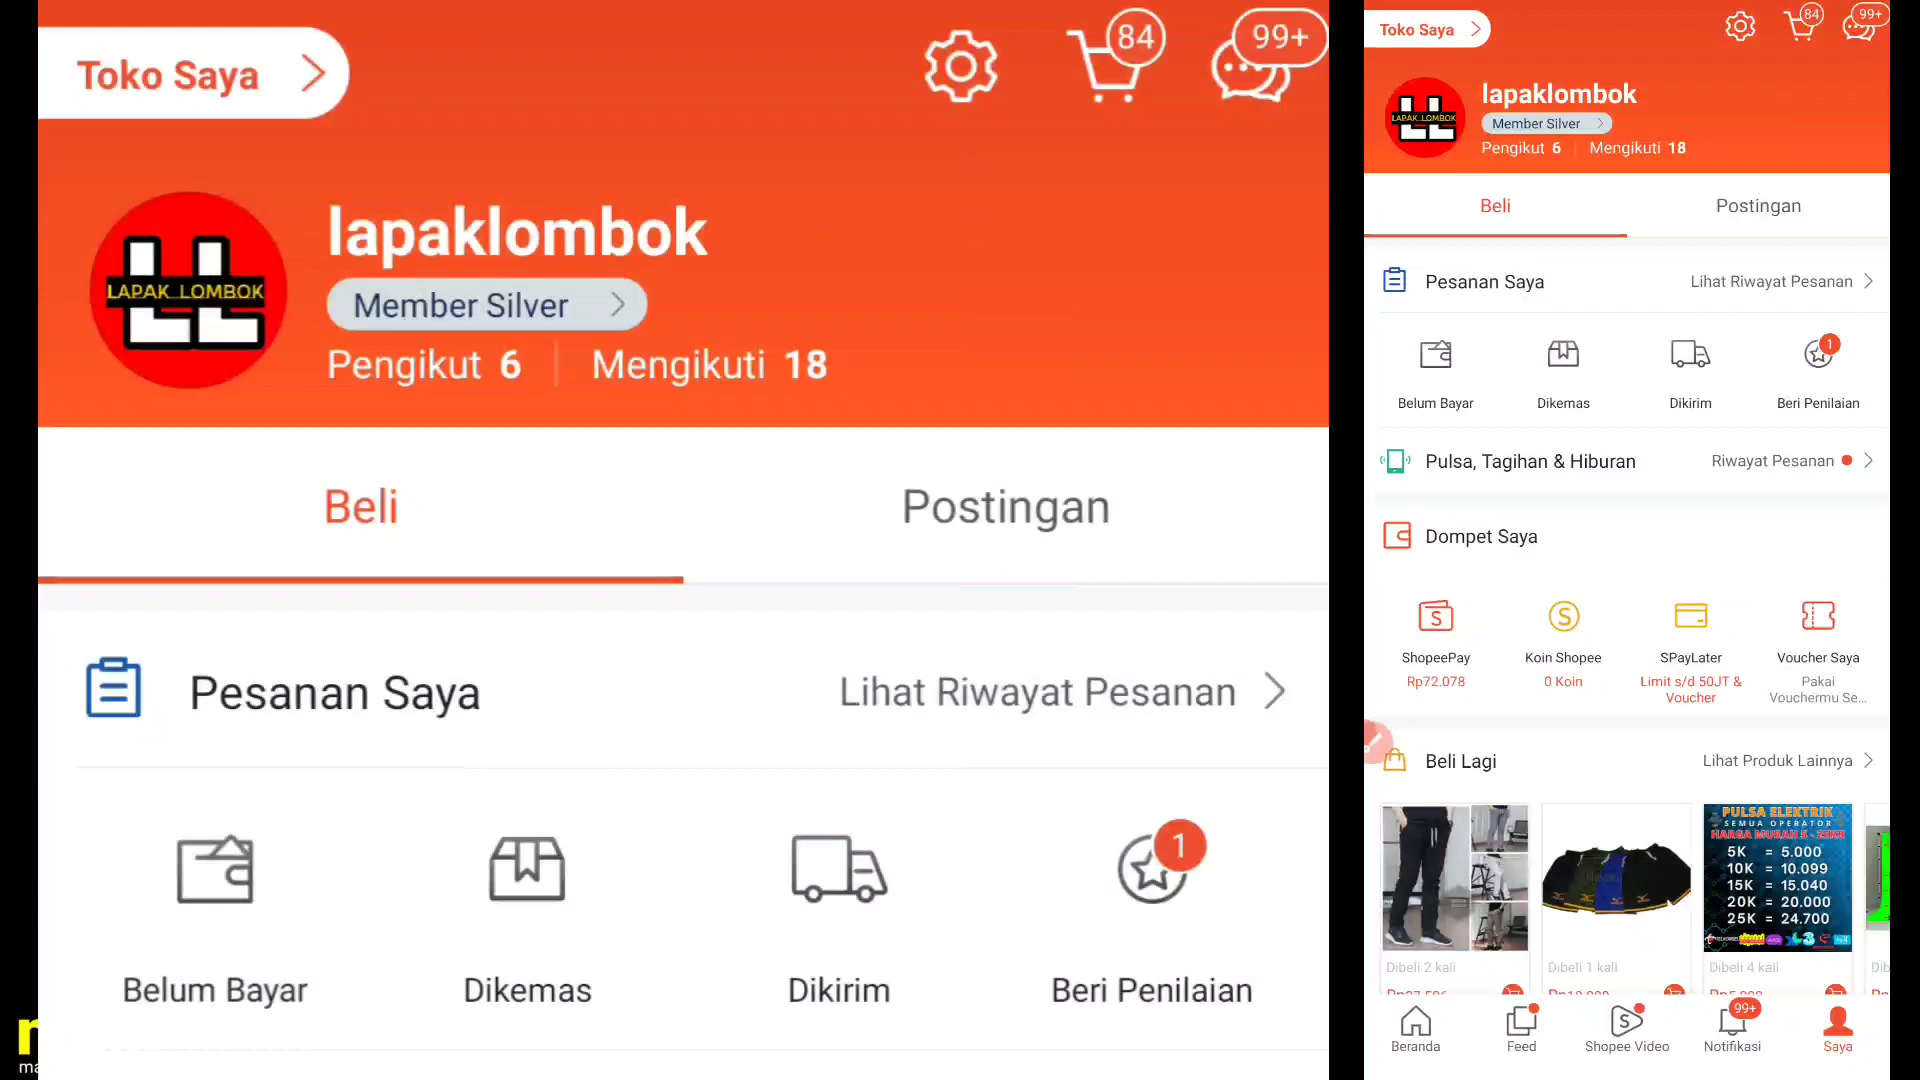 Toko Saya
84
99+
LAPAK LOMBOK
lapaklombok
Member Silver
Pengikut 6
Mengikuti 18
Beli
Postingan
Pesanan Saya
Lihat Riwayat Pesanan
1
Belum Bayar
Dikemas
Dikirim
Beri Penilaian
Toko Saya
84
99+
LAPAK LOMBOK
lapaklombok
Member Silver
Pengikut 6
Mengikuti 18
Beli
Postingan
Pesanan Saya
Lihat Riwayat Pesanan
1
Belum Bayar
Dikemas
Dikirim
Beri Penilaian
Pulsa, Tagihan & Hiburan
Riwayat Pesanan
Dompet Saya
ShopeePay
Rp72.078
Koin Shopee
0 Koin
SPayLater
Limit s/d 50JT &
Voucher
Voucher Saya
Pakai
Vouchermu Se...
Beli Lagi
Lihat Produk Lainnya
PULSA ELEKTRIK
SEMUA OPERATOR
HARGA MURAH 5 - 25RB
5K = 5.000
10K = 10.099
15K = 15.040
20K = 20.000
25K = 24.700
Dibeli 2 kali
Dibeli 1 kali
Dibeli 4 kali
Beranda
Feed
Shopee Video
99+
Notifikasi
Saya